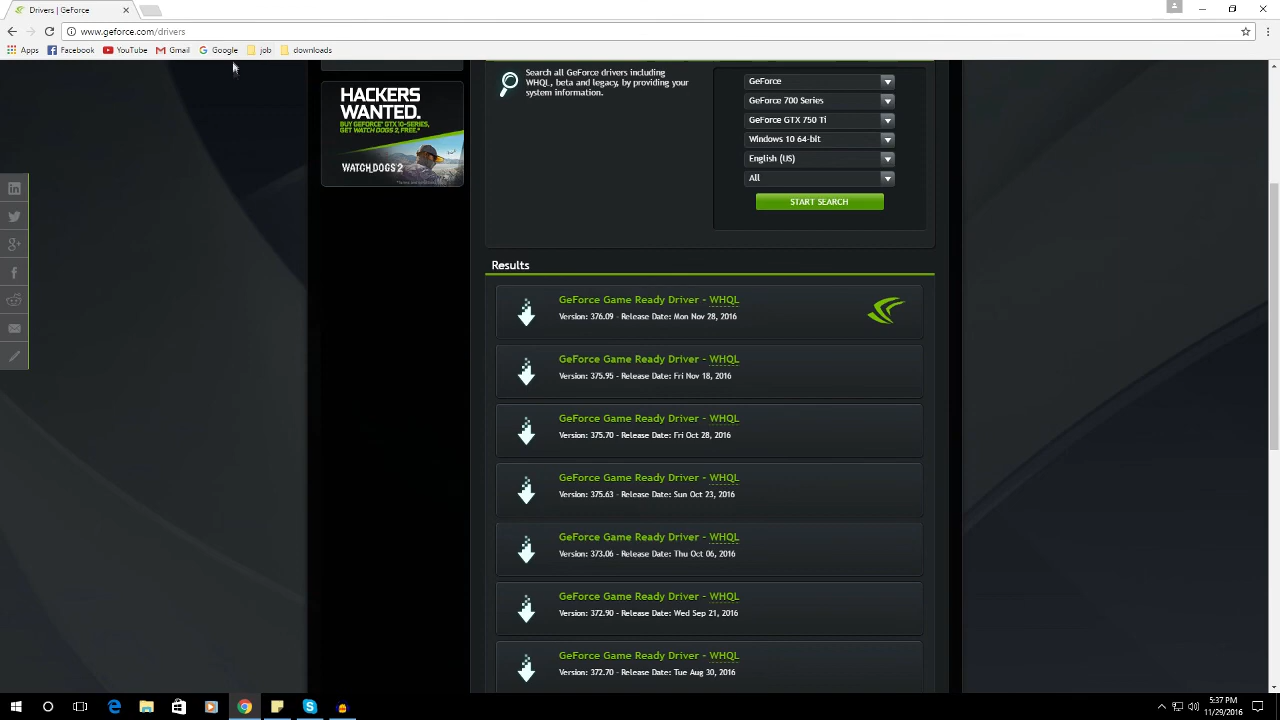 Drivers | GeForce
www.geforce.com/drivers
Apps Facebook YouTube Gmail Google job downloads
HACKERS
WANTED.
BUY GEFORCE® GTX 10-SERIES,
GET WATCH DOGS 2, FREE.*
WATCH DOGS 2
Search all GeForce drivers including
WHQL, beta and legacy, by providing your
system information.
GeForce
GeForce 700 Series
GeForce GTX 750 Ti
Windows 10 64-bit
English (US)
All
START SEARCH
Results
GeForce Game Ready Driver - WHQL
Version: 376.09 - Release Date: Mon Nov 28, 2016
GeForce Game Ready Driver - WHQL
Version: 375.95 - Release Date: Fri Nov 18, 2016
GeForce Game Ready Driver - WHQL
Version: 375.70 - Release Date: Fri Oct 28, 2016
GeForce Game Ready Driver - WHQL
Version: 375.63 - Release Date: Sun Oct 23, 2016
GeForce Game Ready Driver - WHQL
Version: 373.06 - Release Date: Thu Oct 06, 2016
GeForce Game Ready Driver - WHQL
Version: 372.90 - Release Date: Wed Sep 21, 2016
GeForce Game Ready Driver - WHQL
Version: 372.70 - Release Date: Tue Aug 30, 2016
5:37 PM
11/29/2016